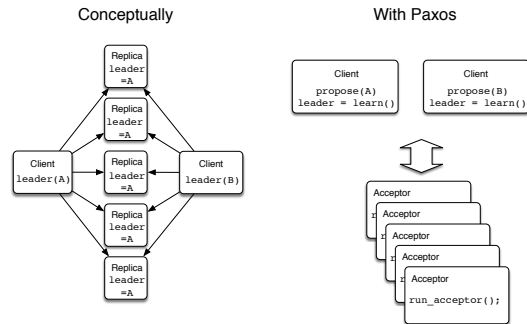 Conceptually
Replica
leader
=A
Replica
leader
=A
Client
leader(A)
Replica
leader
=A
Client
leader(B)
Replica
leader
=A
Replica
leader
=A
With Paxos
Client
propose(A)
leader = learn()
Client
propose(B)
leader = learn()
Acceptor
r
Acceptor
r
Acceptor
r
Acceptor
r
Acceptor
run_acceptor();